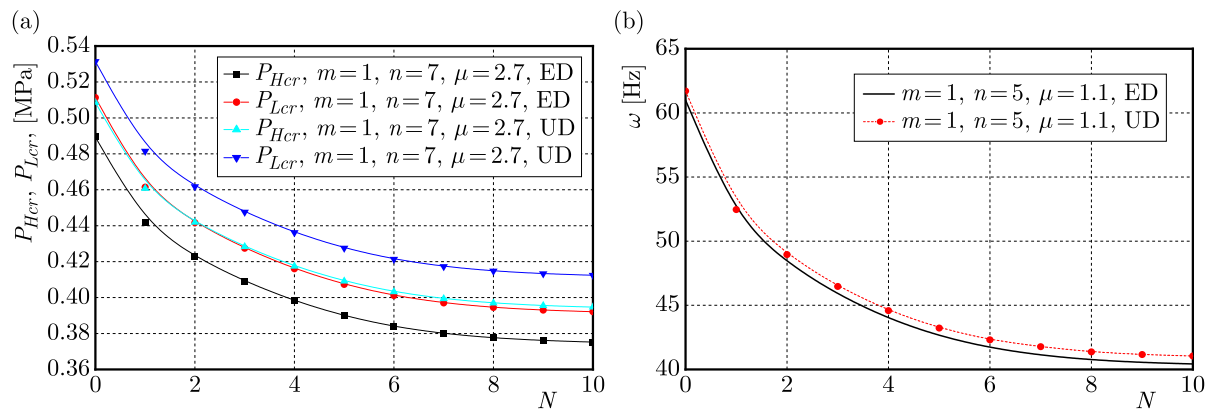 (a)
P_Hcr, P_Lcr, [MPa]
0.54
0.52
0.50
0.48
0.46
0.44
0.42
0.40
0.38
0.36
0 2 4 6 8 10
N
P_Hcr, m=1, n=7, μ=2.7, ED
P_Lcr, m=1, n=7, μ=2.7, ED
P_Hcr, m=1, n=7, μ=2.7, UD
P_Lcr, m=1, n=7, μ=2.7, UD
(b)
ω [Hz]
65
60
55
50
45
40
0 2 4 6 8 10
N
m=1, n=5, μ=1.1, ED
m=1, n=5, μ=1.1, UD